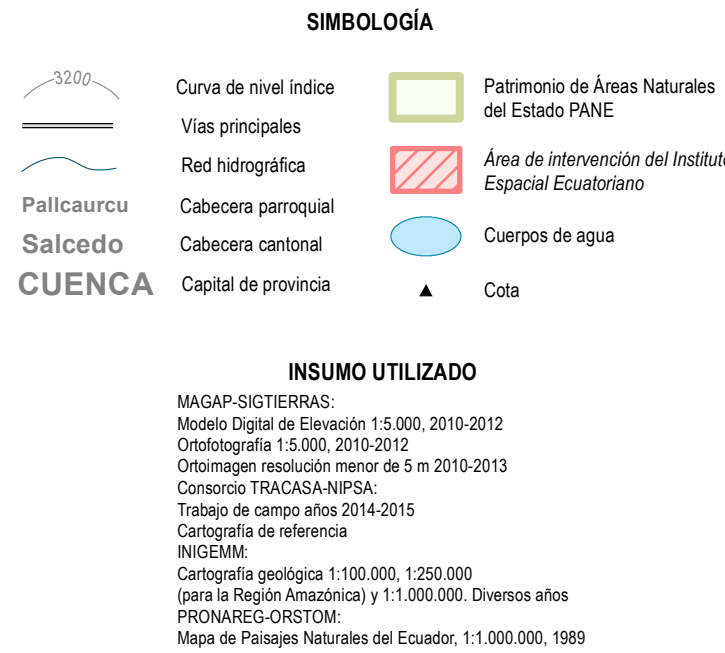 SIMBOLOGÍA
3200
Curva de nivel índice
Vías principales
Red hidrográfica
Pallcaurcu
Cabecera parroquial
Salcedo
Cabecera cantonal
CUENCA
Capital de provincia
Patrimonio de Áreas Naturales
del Estado PANE
Área de intervención del Institut
Espacial Ecuatoriano
Cuerpos de agua
Cota
INSUMO UTILIZADO
MAGAP-SIGTIERRAS:
Modelo Digital de Elevación 1:5.000, 2010-2012
Ortofotografía 1:5.000, 2010-2012
Ortoimagen resolución menor de 5 m 2010-2013
Consorcio TRACASA-NIPSA:
Trabajo de campo años 2014-2015
Cartografía de referencia
INIGEMM:
Cartografía geológica 1:100.000, 1:250.000
(para la Región Amazónica) y 1:1.000.000. Diversos años
PRONAREG-ORSTOM:
Mapa de Paisajes Naturales del Ecuador, 1:1.000.000, 1989